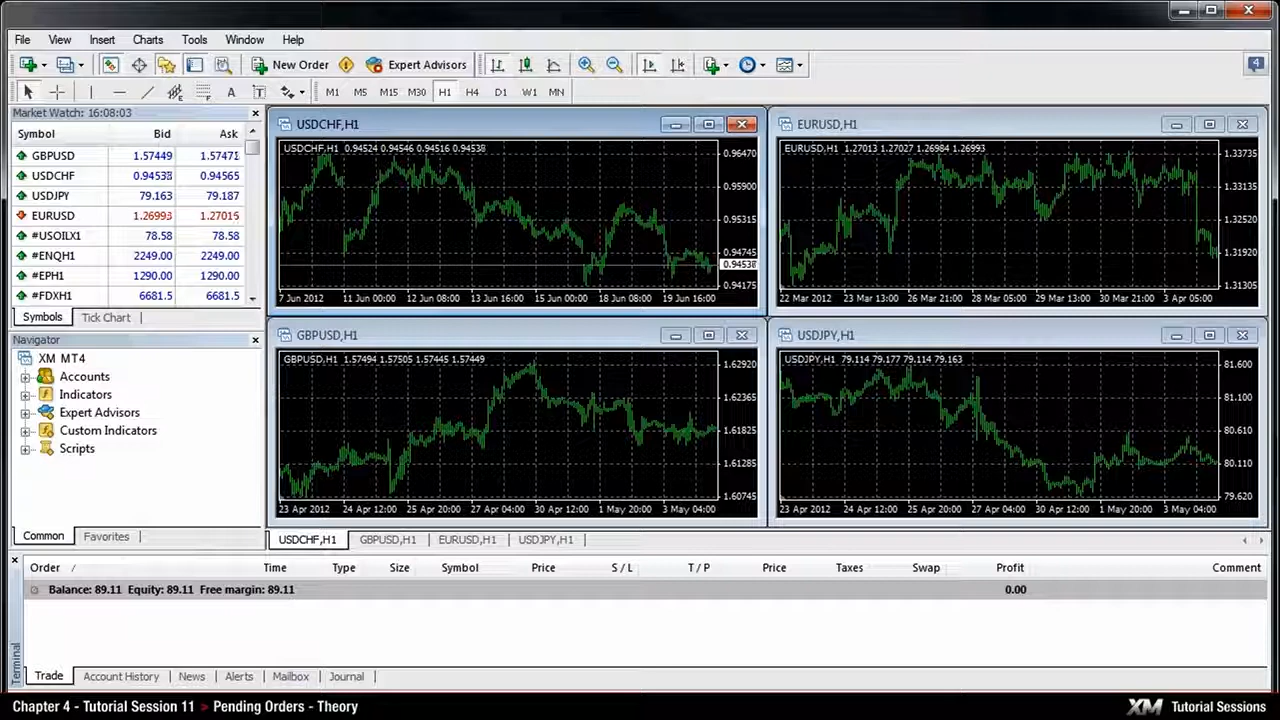 File View Insert Charts Tools Window Help
New Order Expert Advisors 4
A T M1 M5 M15 M30 H1 H4 D1 W1 MN
Market Watch: 16:08:03
Symbol Bid Ask
GBPUSD 1.57449 1.57471
USDCHF 0.94538 0.94565
USDJPY 79.163 79.187
EURUSD 1.26993 1.27015
#USOILX1 78.58 78.58
#ENQH1 2249.00 2249.00
#EPH1 1290.00 1290.00
#FDXH1 6681.5 6681.5
Symbols Tick Chart
Navigator
XM MT4
Accounts
Indicators
Expert Advisors
Custom Indicators
Scripts
Common Favorites
USDCHF,H1
USDCHF,H1 0.94524 0.94546 0.94516 0.94538
0.96470
0.95900
0.95315
0.94745
0.94538
0.94175
7 Jun 2012 11 Jun 00:00 12 Jun 08:00 13 Jun 16:00 15 Jun 00:00 18 Jun 08:00 19 Jun 16:00
EURUSD,H1
EURUSD,H1 1.27013 1.27027 1.26984 1.26993
1.33735
1.33135
1.32520
1.31920
1.31305
22 Mar 2012 23 Mar 13:00 26 Mar 21:00 28 Mar 05:00 29 Mar 13:00 30 Mar 21:00 3 Apr 05:00
GBPUSD,H1
GBPUSD,H1 1.57494 1.57505 1.57445 1.57449
1.62920
1.62365
1.61825
1.61285
1.60745
23 Apr 2012 24 Apr 12:00 25 Apr 20:00 27 Apr 04:00 30 Apr 12:00 1 May 20:00 3 May 04:00
USDJPY,H1
USDJPY,H1 79.114 79.177 79.114 79.163
81.600
81.100
80.610
80.110
79.620
23 Apr 2012 24 Apr 12:00 25 Apr 20:00 27 Apr 04:00 30 Apr 12:00 1 May 20:00 3 May 04:00
USDCHF,H1 GBPUSD,H1 EURUSD,H1 USDJPY,H1
Order / Time Type Size Symbol Price S / L T / P Price Taxes Swap Profit Comment
Balance: 89.11 Equity: 89.11 Free margin: 89.11 0.00
Terminal
Trade Account History News Alerts Mailbox Journal
Chapter 4 - Tutorial Session 11 > Pending Orders - Theory
XM Tutorial Sessions